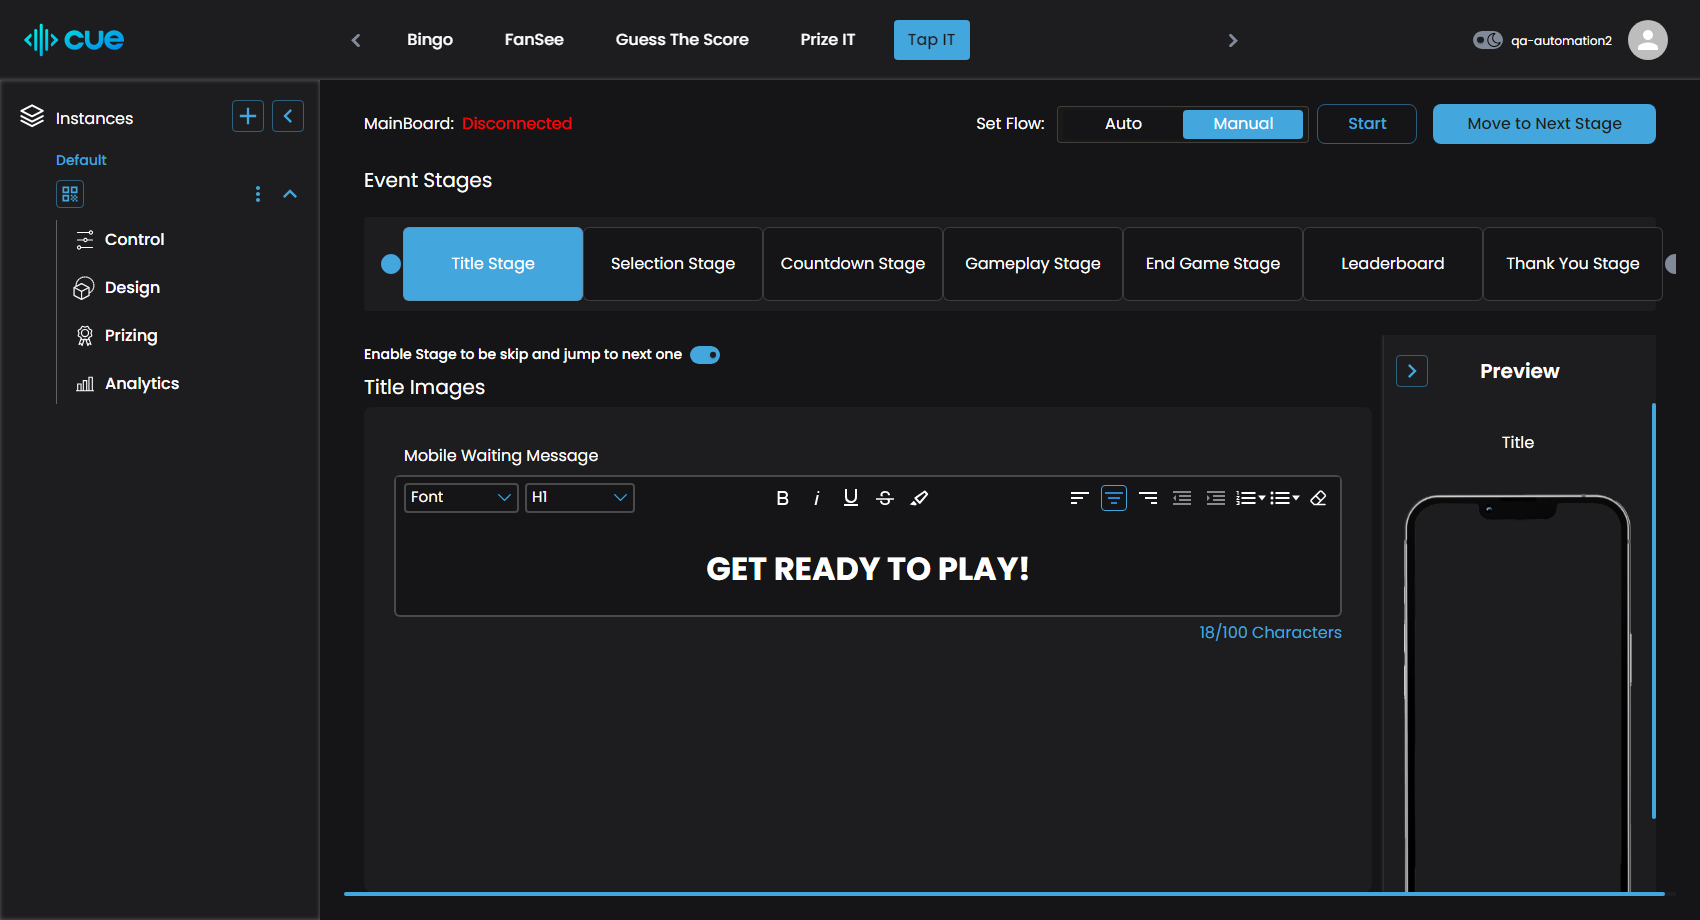 cue
Bingo
FanSee
Guess The Score
Prize IT
Tap IT
qa-automation2
Instances
Default
Control
Design
Prizing
Analytics
MainBoard: Disconnected
Set Flow:
Auto
Manual
Start
Move to Next Stage
Event Stages
Title Stage
Selection Stage
Countdown Stage
Gameplay Stage
End Game Stage
Leaderboard
Thank You Stage
Enable Stage to be skip and jump to next one
Title Images
Mobile Waiting Message
Font
H1
B
i
U
S
GET READY TO PLAY!
18/100 Characters
Preview
Title